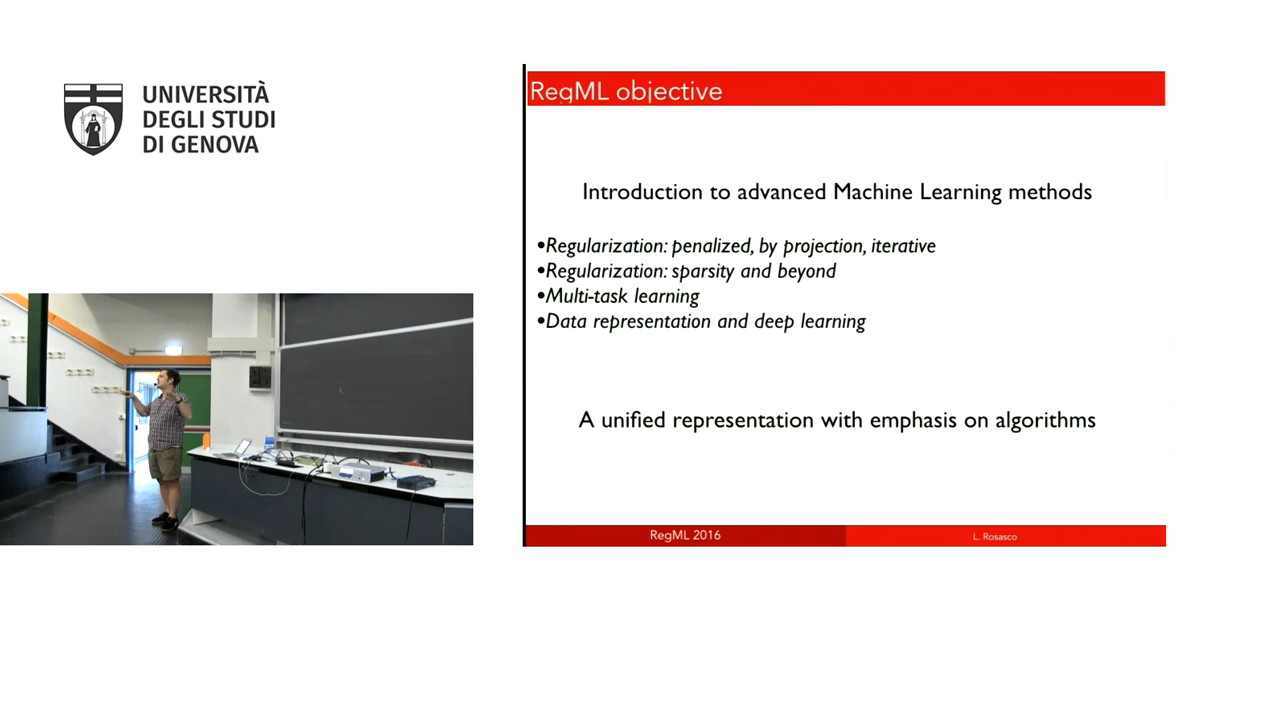 UNIVERSITÀ
DEGLI STUDI
DI GENOVA
RegML objective
Introduction to advanced Machine Learning methods
•Regularization: penalized, by projection, iterative
•Regularization: sparsity and beyond
•Multi-task learning
•Data representation and deep learning
A unified representation with emphasis on algorithms
RegML 2016
L. Rosasco